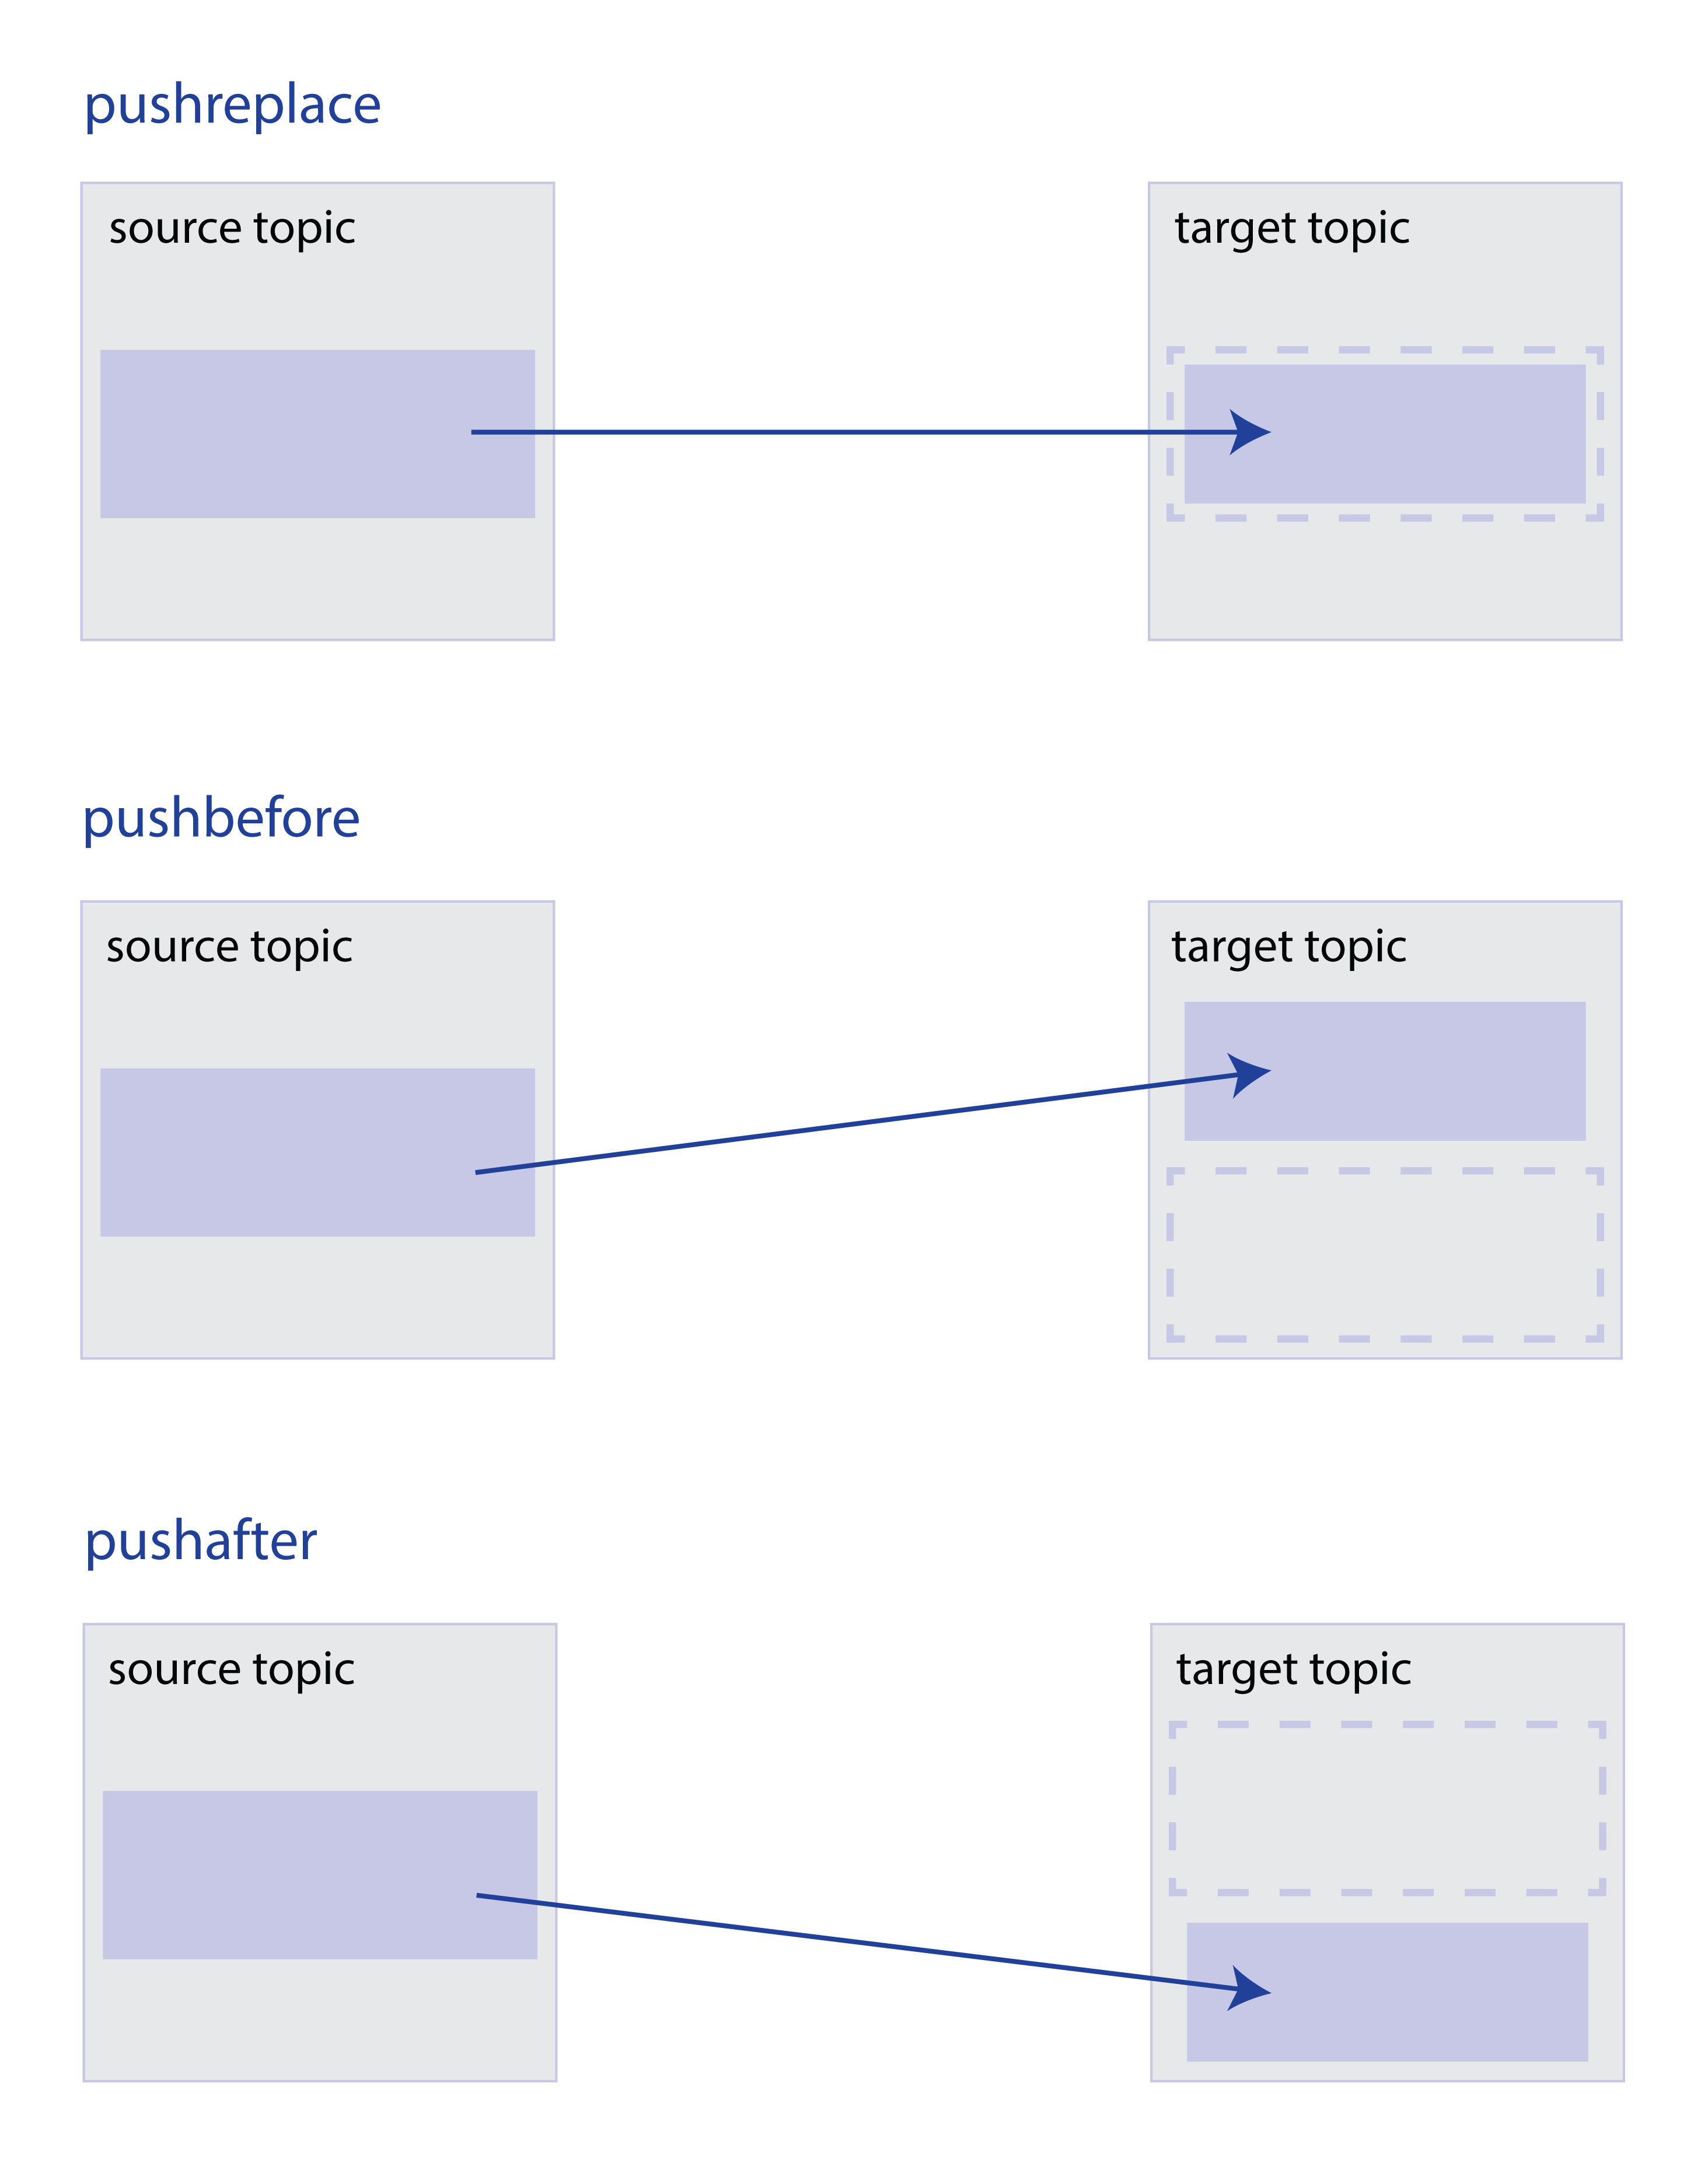 pushreplace
source topic
target topic
pushbefore
source topic
target topic
pushafter
source topic
target topic